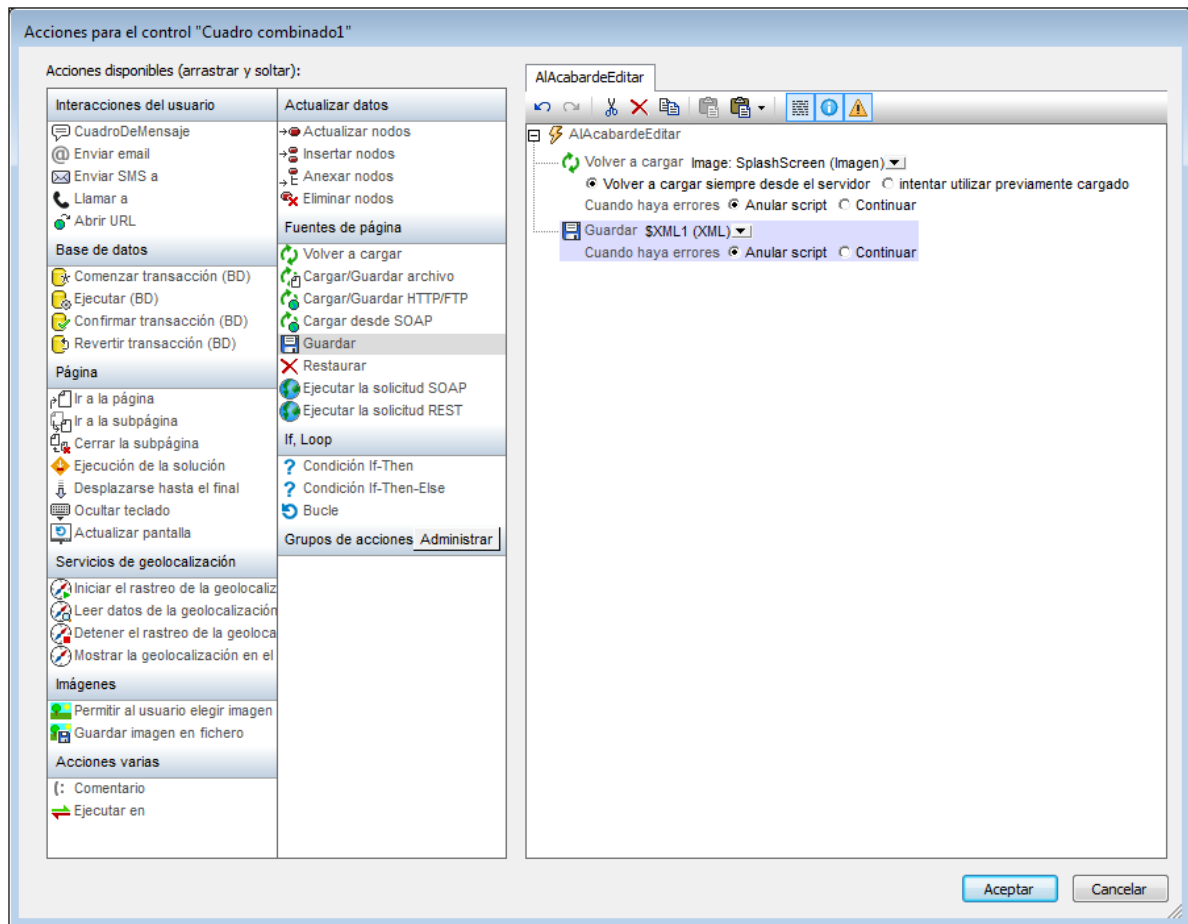 Acciones para el control "Cuadro combinado1"
Acciones disponibles (arrastrar y soltar):
Interacciones del usuario
CuadroDeMensaje
Enviar email
Enviar SMS a
Llamar a
Abrir URL
Base de datos
Comenzar transacción (BD)
Ejecutar (BD)
Confirmar transacción (BD)
Revertir transacción (BD)
Página
Ir a la página
Ir a la subpágina
Cerrar la subpágina
Ejecución de la solución
Desplazarse hasta el final
Ocultar teclado
Actualizar pantalla
Servicios de geolocalización
Iniciar el rastreo de la geolocaliz
Leer datos de la geolocalización
Detener el rastreo de la geoloca
Mostrar la geolocalización en el
Imágenes
Permitir al usuario elegir imagen
Guardar imagen en fichero
Acciones varias
Comentario
Ejecutar en
Actualizar datos
Actualizar nodos
Insertar nodos
Anexar nodos
Eliminar nodos
Fuentes de página
Volver a cargar
Cargar/Guardar archivo
Cargar/Guardar HTTP/FTP
Cargar desde SOAP
Guardar
Restaurar
Ejecutar la solicitud SOAP
Ejecutar la solicitud REST
If, Loop
Condición If-Then
Condición If-Then-Else
Bucle
Grupos de acciones Administrar
AlAcabardeEditar
AlAcabardeEditar
Volver a cargar Image: SplashScreen (Imagen)
Volver a cargar siempre desde el servidor intentar utilizar previamente cargado
Cuando haya errores Anular script Continuar
Guardar $XML1 (XML)
Cuando haya errores Anular script Continuar
Aceptar Cancelar